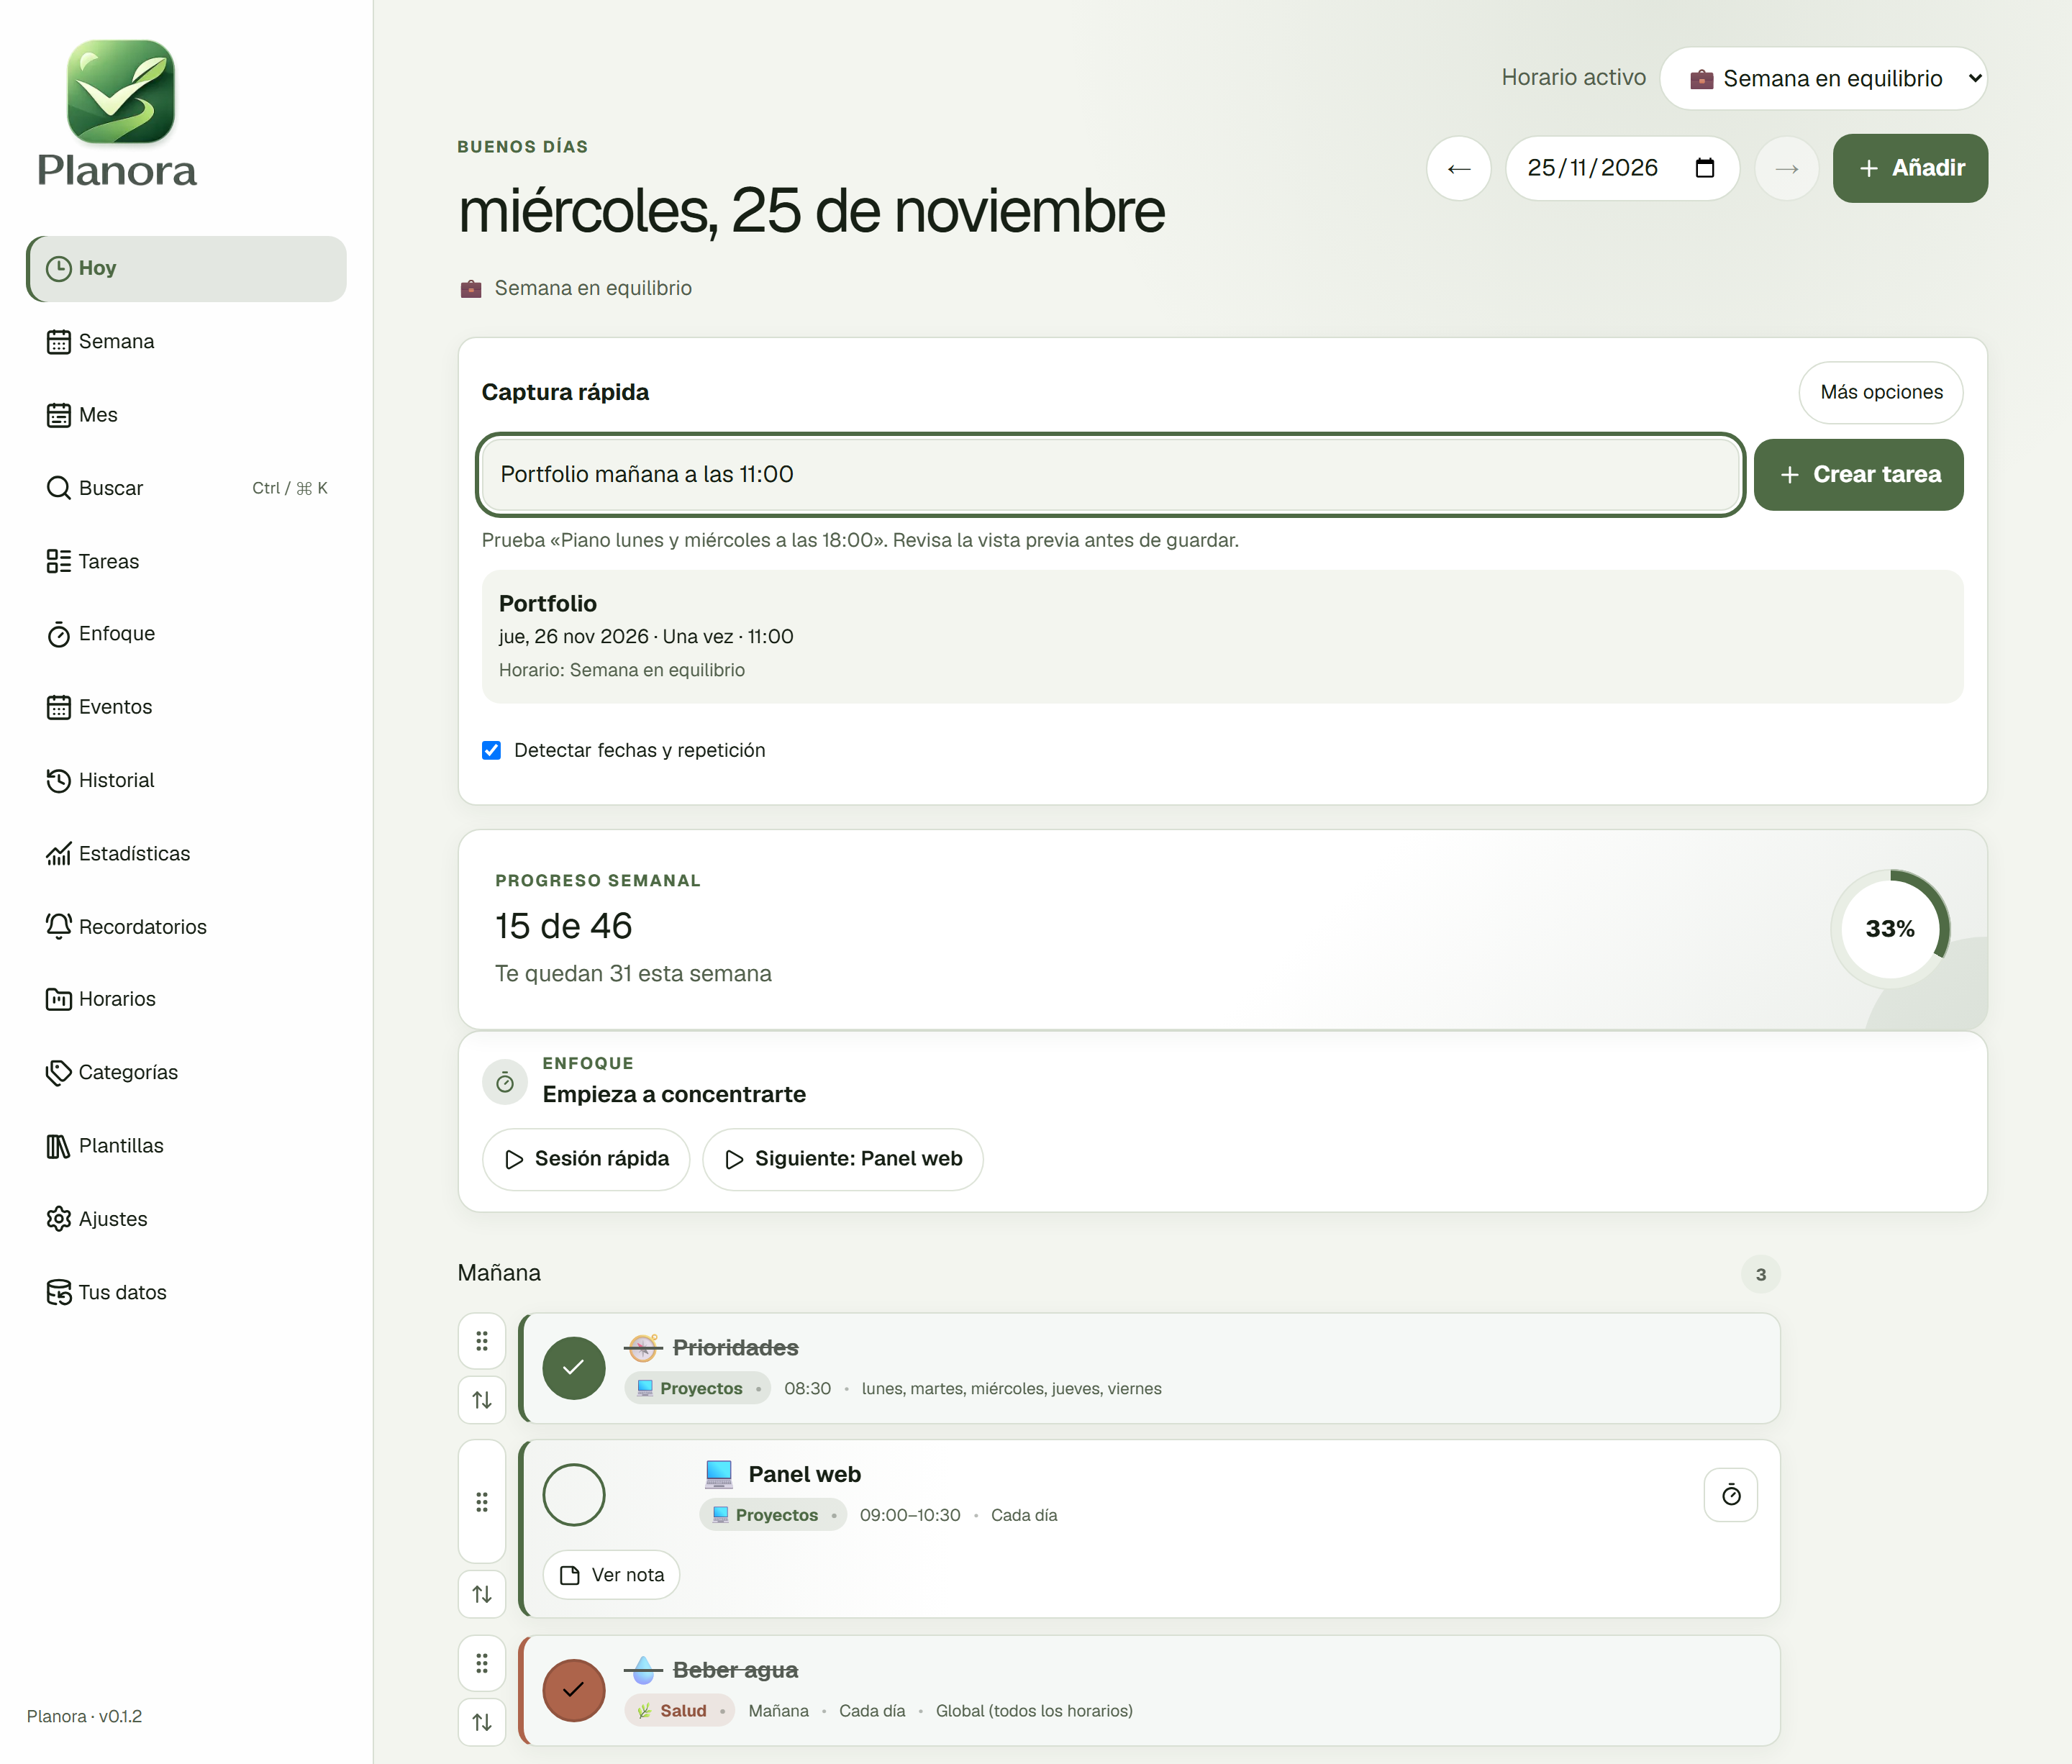 Planora
Hoy
Semana
Mes
Buscar Ctrl / ⌘ K
Tareas
Enfoque
Eventos
Historial
Estadísticas
Recordatorios
Horarios
Categorías
Plantillas
Ajustes
Tus datos
Planora · v0.1.2
Horario activo Semana en equilibrio
BUENOS DÍAS
25/11/2026
Añadir
miércoles, 25 de noviembre
Semana en equilibrio
Captura rápida
Más opciones
Portfolio mañana a las 11:00
Crear tarea
Prueba «Piano lunes y miércoles a las 18:00». Revisa la vista previa antes de guardar.
Portfolio
jue, 26 nov 2026 · Una vez · 11:00
Horario: Semana en equilibrio
Detectar fechas y repetición
PROGRESO SEMANAL
15 de 46
Te quedan 31 esta semana
33%
ENFOQUE
Empieza a concentrarte
Sesión rápida
Siguiente: Panel web
Mañana 3
Prioridades
Proyectos • 08:30 • lunes, martes, miércoles, jueves, viernes
Panel web
Proyectos • 09:00–10:30 • Cada día
Ver nota
Beber agua
Salud • Mañana • Cada día • Global (todos los horarios)